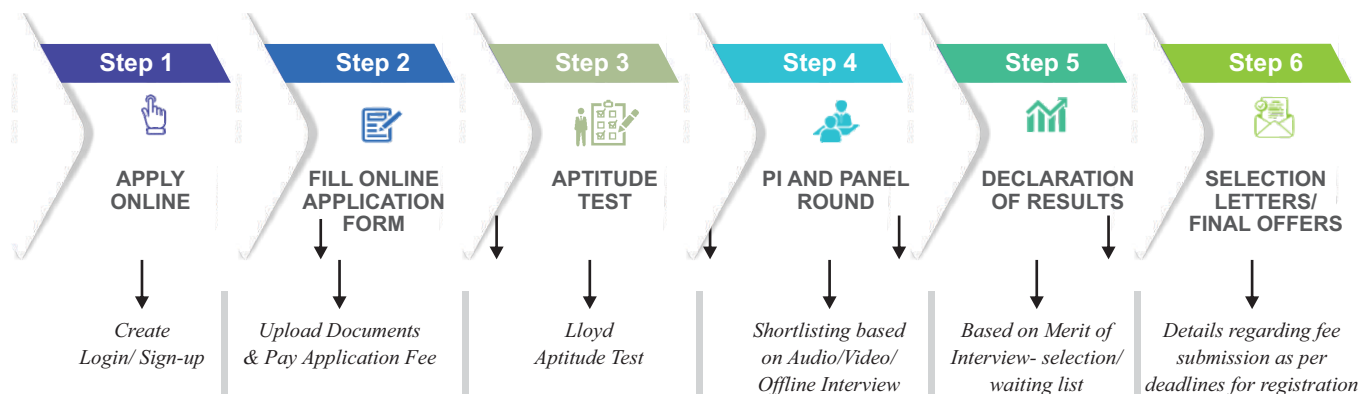 Step 1
APPLY
ONLINE
Create
Login/ Sign-up
Step 2
FILL ONLINE
APPLICATION
FORM
Upload Documents
& Pay Application Fee
Step 3
APTITUDE
TEST
Lloyd
Aptitude Test
Step 4
PI AND PANEL
ROUND
Shortlisting based
on Audio/Video/
Offline Interview
Step 5
DECLARATION
OF RESULTS
Based on Merit of
Interview- selection/
waiting list
Step 6
SELECTION
LETTERS/
FINAL OFFERS
Details regarding fee
submission as per
deadlines for registration